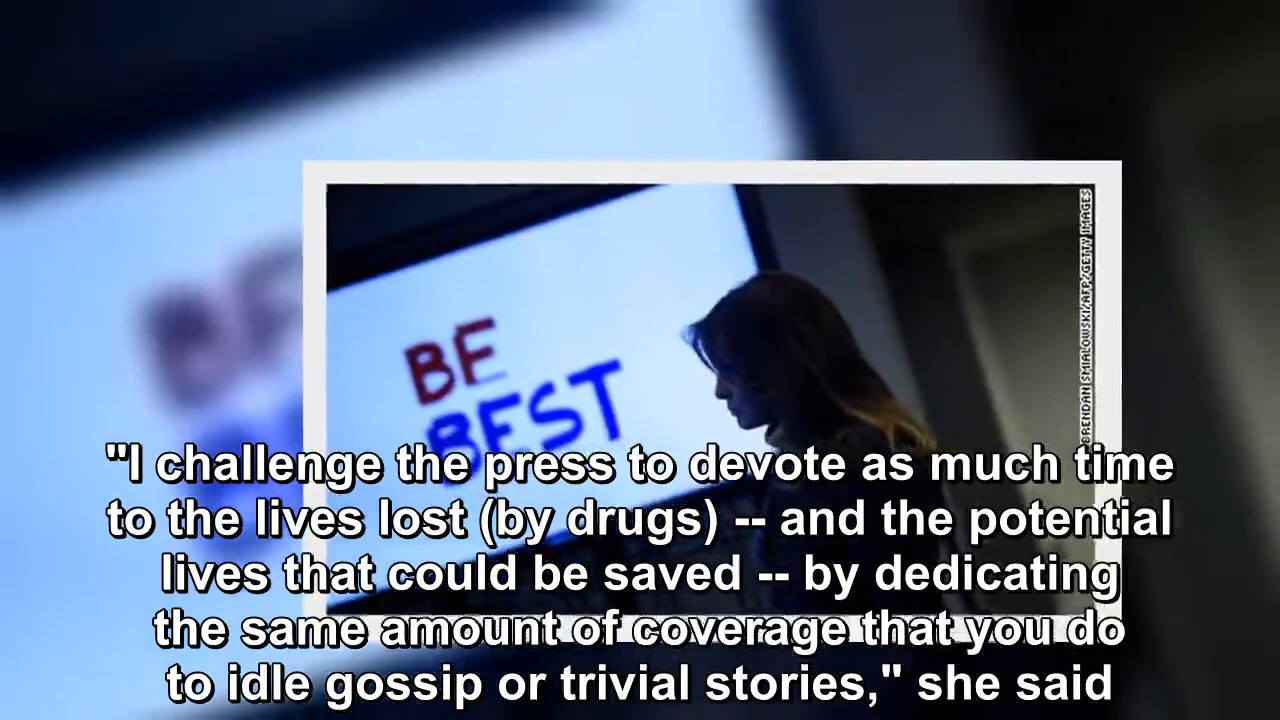 BRENDAN SMIALOWSKI/AFP/GETTY IMAGES
BE
BEST
"I challenge the press to devote as much time
to the lives lost (by drugs) -- and the potential
lives that could be saved -- by dedicating
the same amount of coverage that you do
to idle gossip or trivial stories," she said